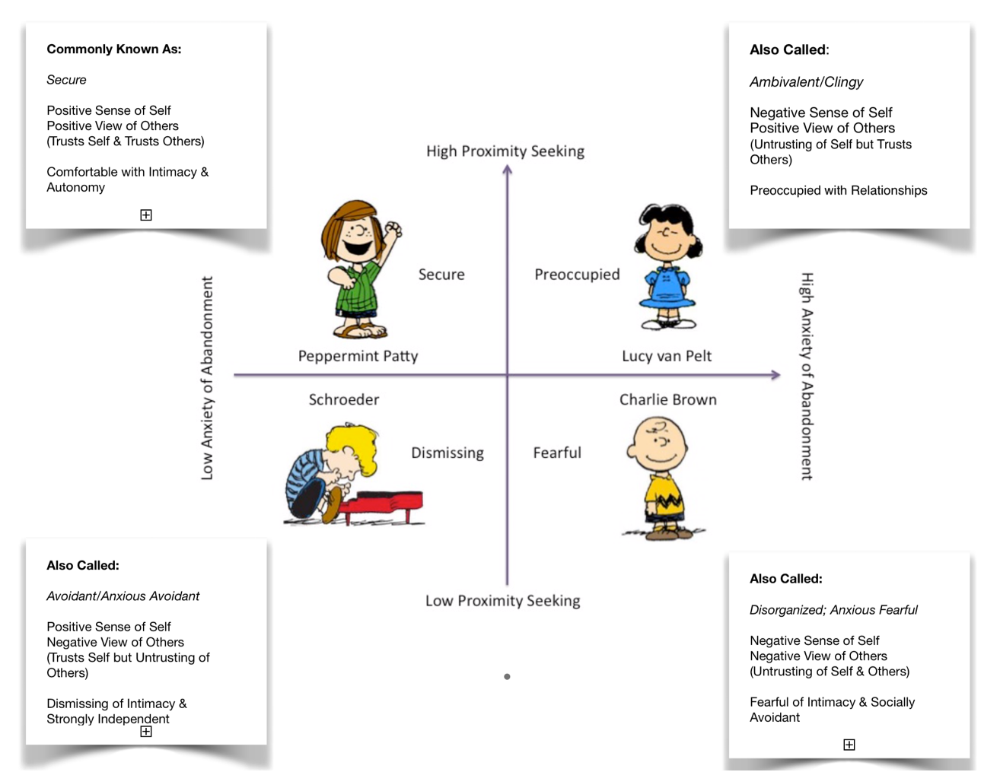 Commonly Known As:
Secure
Positive Sense of Self
Positive View of Others
(Trusts Self & Trusts Others)
Comfortable with Intimacy &
Autonomy
Also Called:
Ambivalent/Clingy
Negative Sense of Self
Positive View of Others
(Untrusting of Self but Trusts
Others)
Preoccupied with Relationships
High Proximity Seeking
Secure
Preoccupied
Peppermint Patty
Lucy van Pelt
Low Anxiety of Abandonment
High Anxiety of Abandonment
Schroeder
Charlie Brown
Dismissing
Fearful
Low Proximity Seeking
Also Called:
Avoidant/Anxious Avoidant
Positive Sense of Self
Negative View of Others
(Trusts Self but Untrusting of
Others)
Dismissing of Intimacy &
Strongly Independent
Also Called:
Disorganized; Anxious Fearful
Negative Sense of Self
Negative View of Others
(Untrusting of Self & Others)
Fearful of Intimacy & Socially
Avoidant